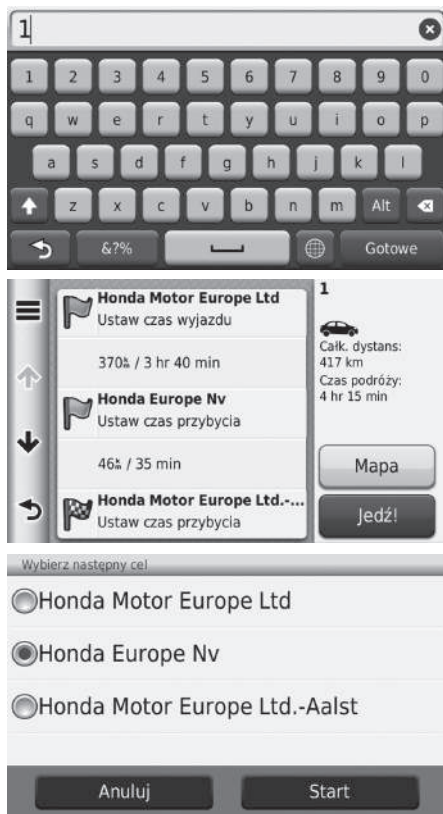 1
1 2 3 4 5 6 7 8 9 0
q w e r t y u i o p
a s d f g h j k l
z x c v b n m Alt
&?% Gotowe
Honda Motor Europe Ltd
Ustaw czas wyjazdu
370km / 3 hr 40 min
Honda Europe Nv
Ustaw czas przybycia
46km / 35 min
Honda Motor Europe Ltd.-...
Ustaw czas przybycia
1
Całk. dystans:
417 km
Czas podróży:
4 hr 15 min
Mapa
Jedź!
Wybierz następny cel
Honda Motor Europe Ltd
Honda Europe Nv
Honda Motor Europe Ltd.-Aalst
Anuluj Start